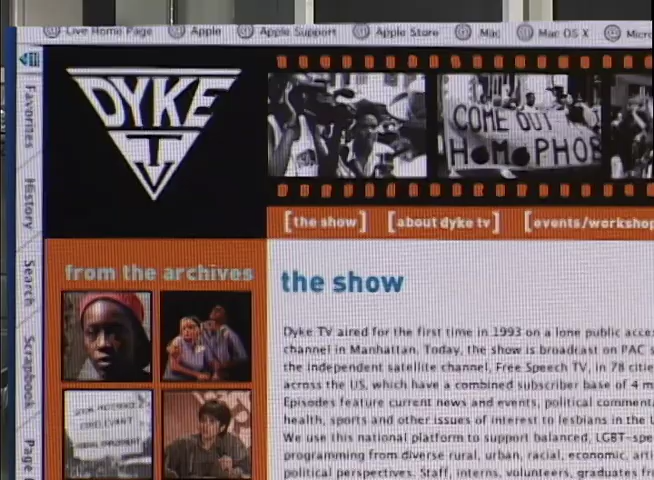 Live Home Page Apple Apple Support Apple Store Mac Mac OS X
DYKE
TV
COME OUT
HOMOPHOB
[the show] [about dyke tv] [events/workshop
Favorites
History
Search
Scrapbook
Page
from the archives
the show
Dyke TV aired for the first time in 1993 on a lone public acce
channel in Manhattan. Today, the show is broadcast on PAC
the independent satellite channel, Free Speech TV, in 78 citie
across the US, which have a combined subscriber base of 4 m
Episodes feature current news and events, political comment
health, sports and other issues of interest to lesbians in the U
We use this national platform to support balanced, LGBT-spe
programming from diverse rural, urban, racial, economic, arti
political perspectives. Staff, interns, volunteers, graduates fr